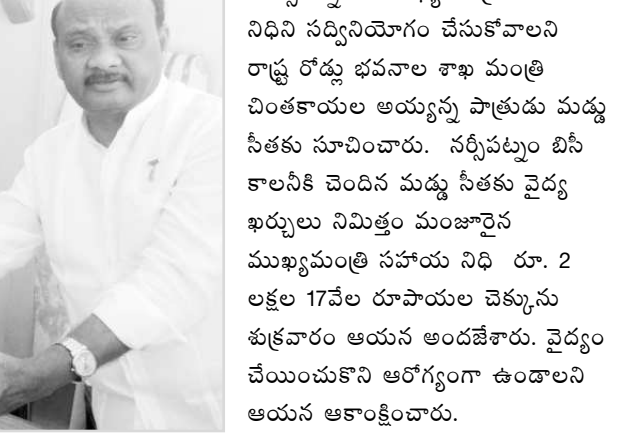 నిధిని సద్వినియోగం చేసుకోవాలని
రాష్ట్ర రోడ్లు భవనాల శాఖ మంత్రి
చింతకాయల అయ్యన్న పాత్రుడు మడ్డు
సీతకు సూచించారు. నర్సీపట్నం బిసీ
కాలనీకి చెందిన మడ్డు సీతకు వైద్య
ఖర్చులు నిమిత్తం మంజూరైన
ముఖ్యమంత్రి సహాయ నిధి రూ. 2
లక్షల 17వేల రూపాయల చెక్కును
శుక్రవారం ఆయన అందజేశారు. వైద్యం
చేయించుకొని ఆరోగ్యంగా ఉండాలని
ఆయన ఆకాంక్షించారు.